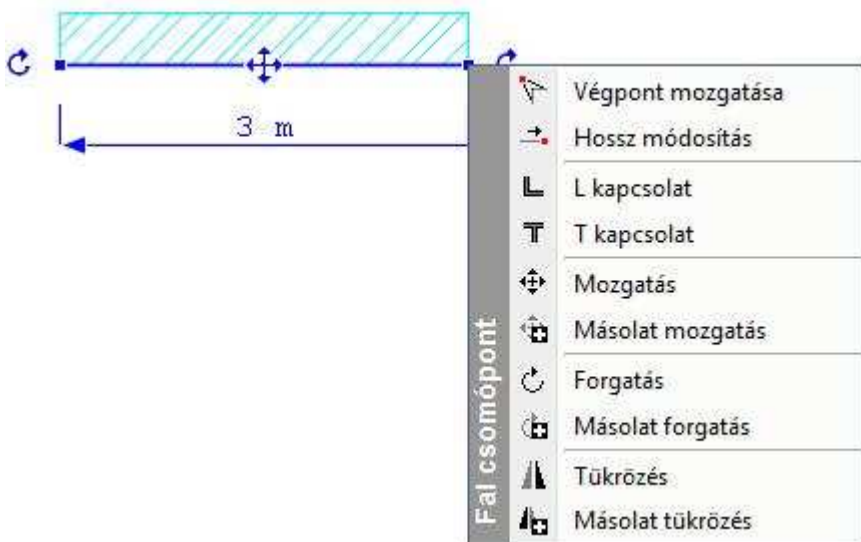 3 m
Fal csomópont
Végpont mozgatása
Hossz módosítás
L kapcsolat
T kapcsolat
Mozgatás
Másolat mozgatás
Forgatás
Másolat forgatás
Tükrözés
Másolat tükrözés